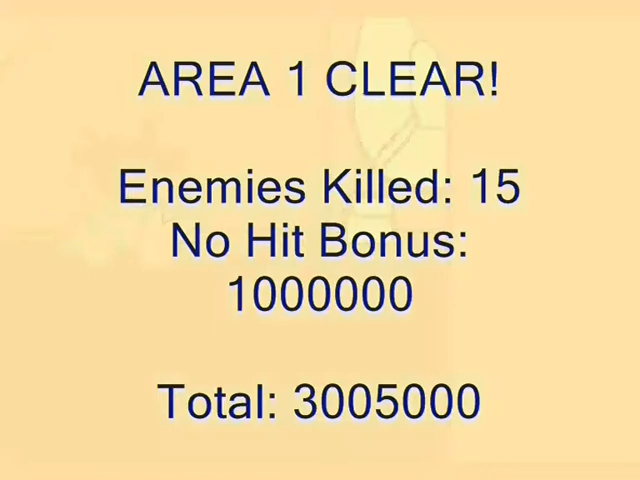 AREA 1 CLEAR!
Enemies Killed: 15
No Hit Bonus:
1000000
Total: 3005000